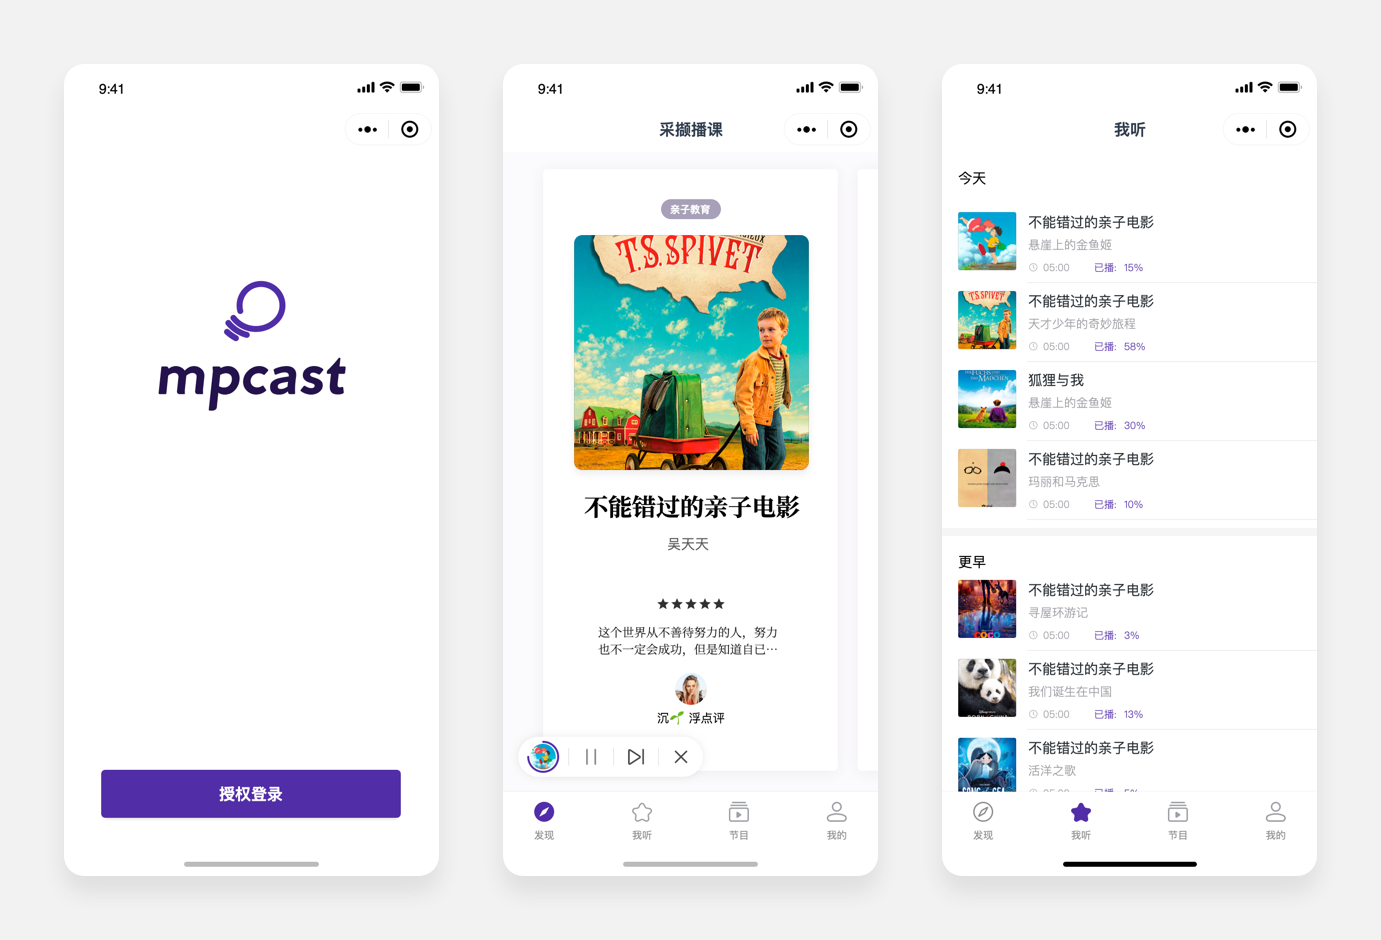 9:41
mpcast
授权登录
9:41
采撷播课
亲子教育
T.S. SPIVET
不能错过的亲子电影
吴天天
★★★★★
这个世界从不善待努力的人，努力
也不一定会成功，但是知道自己…
沉🌱 浮点评
发现
我听
节目
我的
9:41
我听
今天
不能错过的亲子电影
悬崖上的金鱼姬
05:00 已播: 15%
不能错过的亲子电影
天才少年的奇妙旅程
05:00 已播: 58%
T.S. SPIVET
狐狸与我
悬崖上的金鱼姬
05:00 已播: 30%
不能错过的亲子电影
玛丽和马克思
05:00 已播: 10%
更早
不能错过的亲子电影
寻屋环游记
05:00 已播: 3%
COCO
不能错过的亲子电影
我们诞生在中国
05:00 已播: 13%
不能错过的亲子电影
活洋之歌
发现
我听
节目
我的